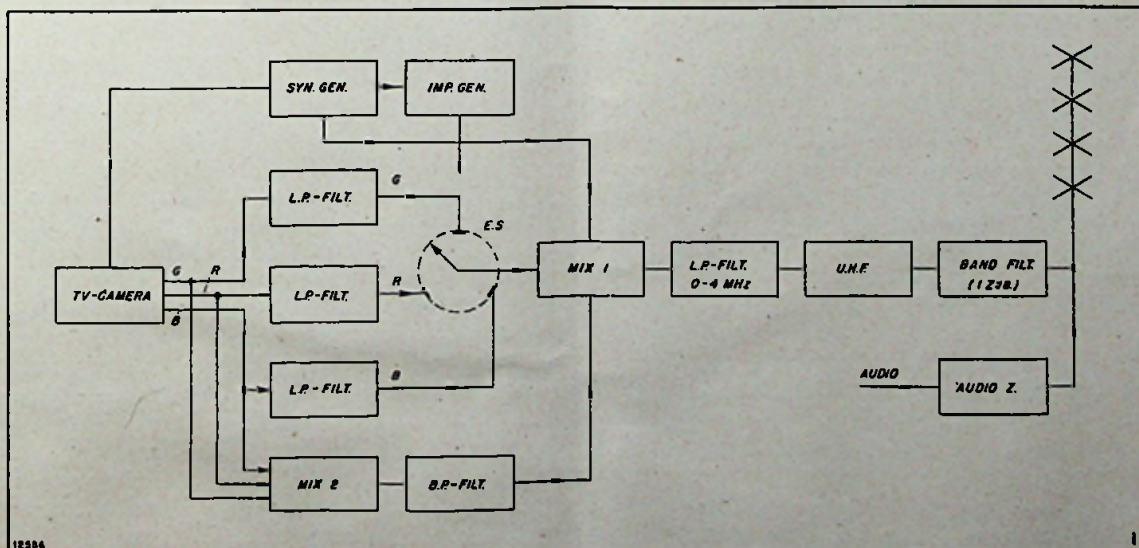 SYN. GEN.
IMP. GEN.
L.P.-FILT.
G
E.S
G
R
TV-CAMERA
B
L.P.-FILT.
R
MIX 1
L.P.-FILT.
0-4 MHz
U.H.F.
BAND FILT.
(1 Z3B.)
L.P.-FILT.
B
AUDIO
AUDIO Z.
MIX 2
B.P.-FILT.
1